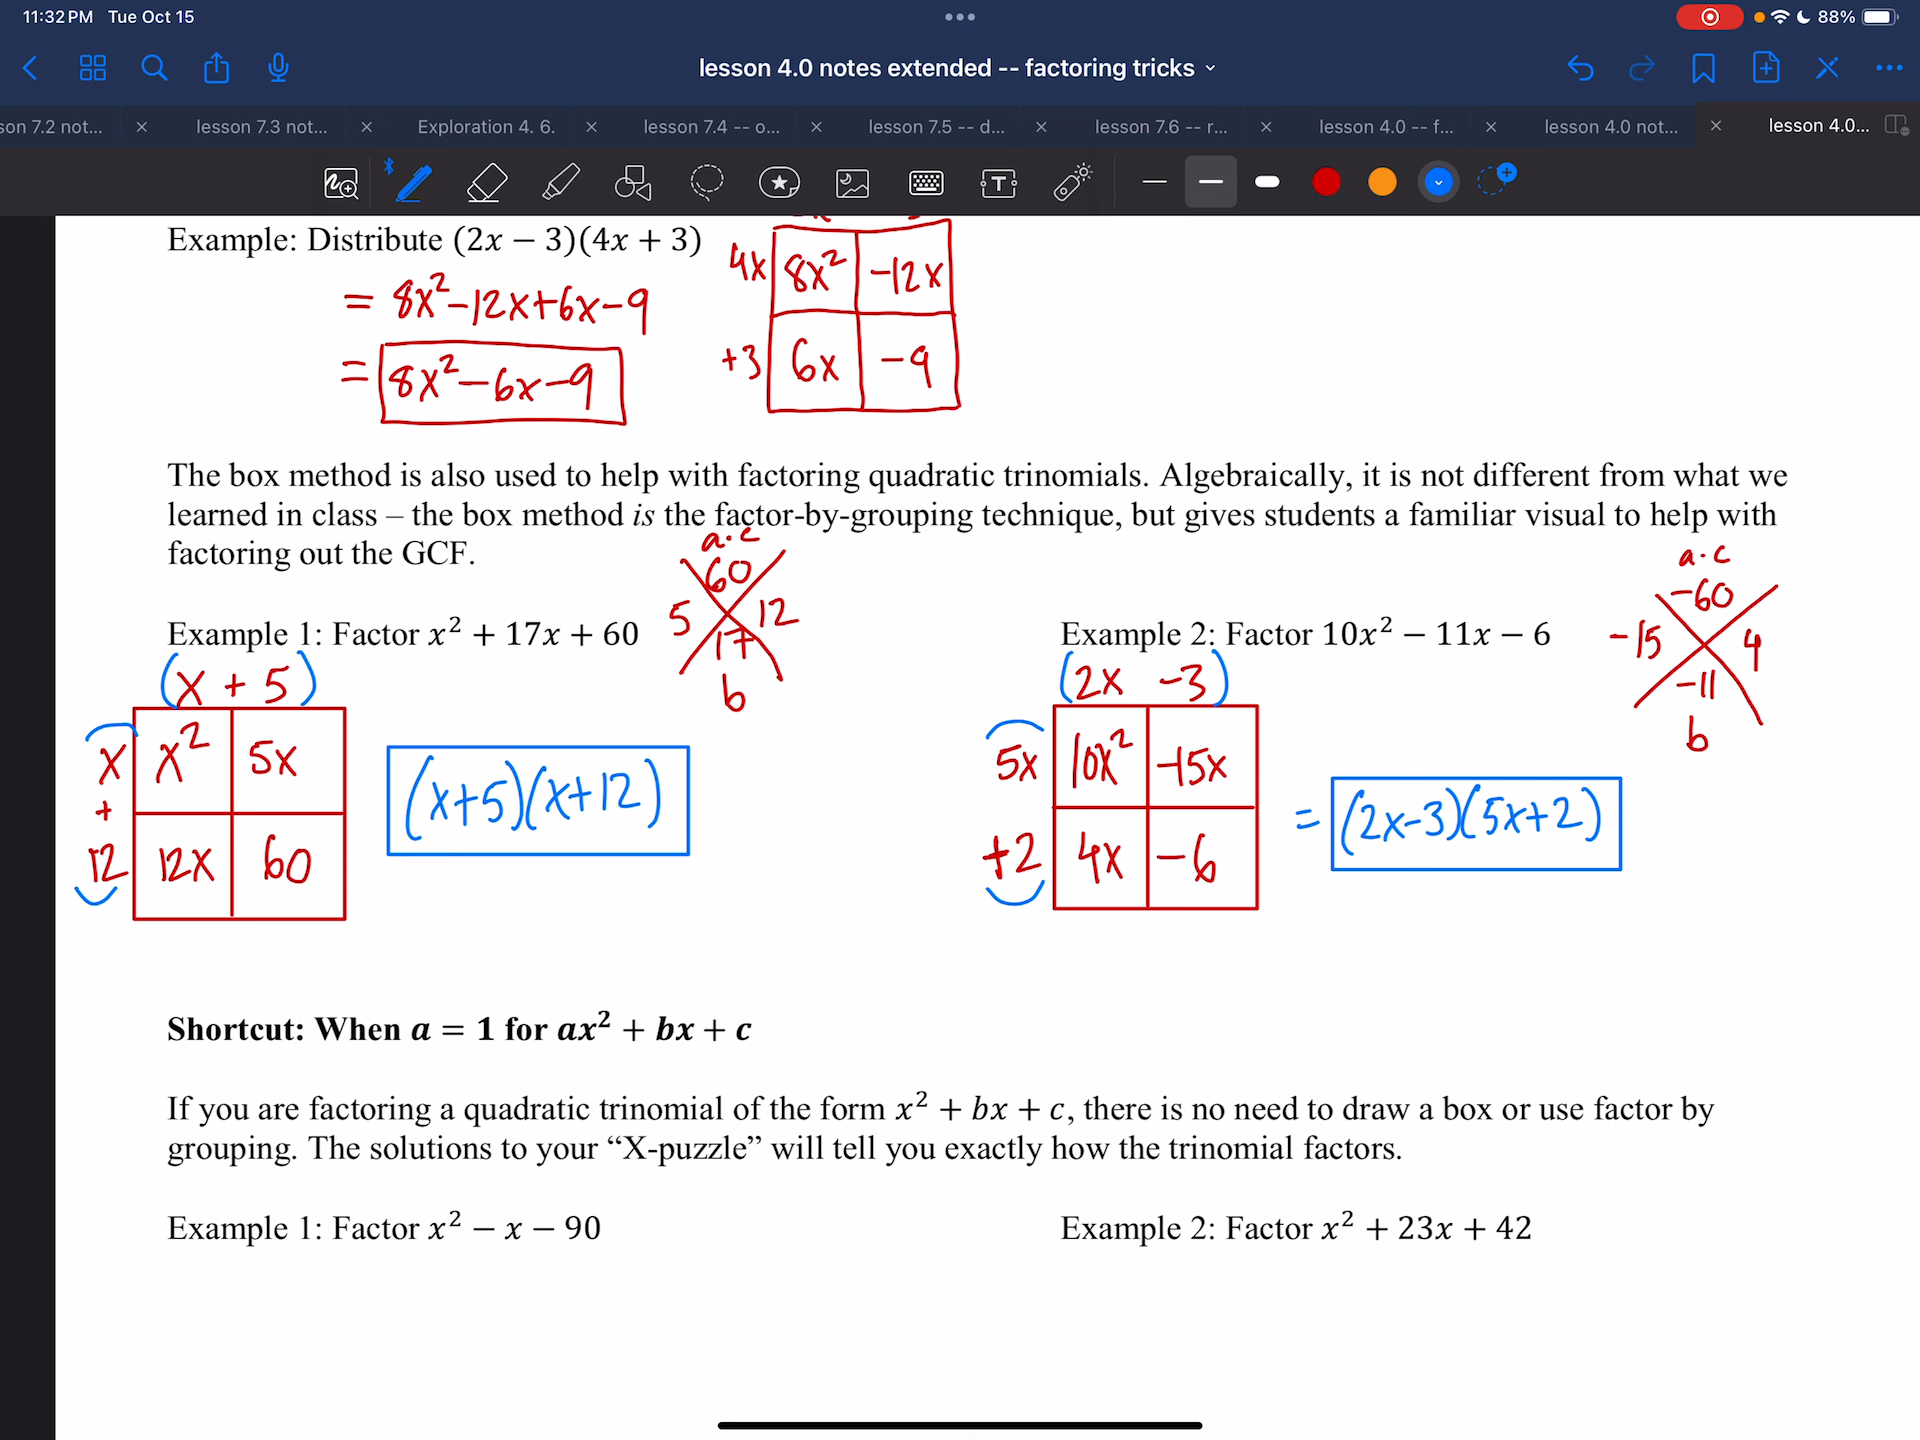 11:32 PM Tue Oct 15
88%
lesson 4.0 notes extended -- factoring tricks
son 7.2 not... × lesson 7.3 not... × Exploration 4. 6. × lesson 7.4 -- o... × lesson 7.5 -- d... × lesson 7.6 -- r... × lesson 4.0 -- f... × lesson 4.0 not... × lesson 4.0...
Example: Distribute (2x − 3)(4x + 3)
= 8x²-12x+6x-9
= 8x²-6x-9
4x 8x² -12x
+3 6x -9
The box method is also used to help with factoring quadratic trinomials. Algebraically, it is not different from what we
learned in class – the box method is the factor-by-grouping technique, but gives students a familiar visual to help with
factoring out the GCF.
Example 1: Factor x² + 17x + 60
a·c
60
5 12
17
b
(x + 5)
x x² 5x
+
12 12x 60
(x+5)(x+12)
Example 2: Factor 10x² − 11x − 6
a·c
-60
-15 4
-11
b
(2x -3)
5x 10x² -15x
+2 4x -6
= (2x-3)(5x+2)
Shortcut: When a = 1 for ax² + bx + c
If you are factoring a quadratic trinomial of the form x² + bx + c, there is no need to draw a box or use factor by
grouping. The solutions to your “X-puzzle” will tell you exactly how the trinomial factors.
Example 1: Factor x² − x − 90
Example 2: Factor x² + 23x + 42